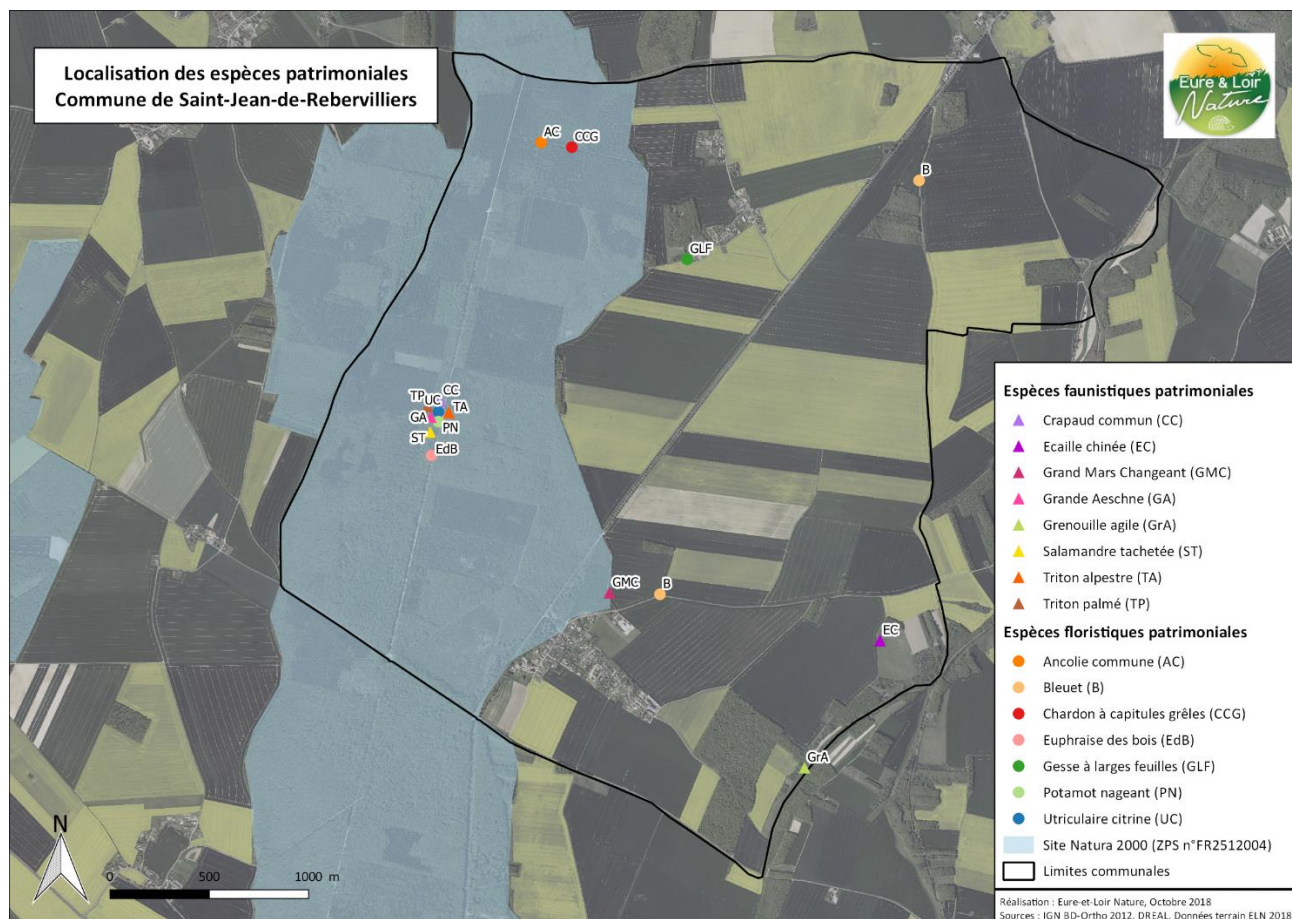 Localisation des espèces patrimoniales
Commune de Saint-Jean-de-Rebervilliers
Eure & Loir
Nature
AC
CCG
B
GLF
CC
TP
UC
TA
GA
PN
ST
EdB
GMC
B
EC
GrA
Espèces faunistiques patrimoniales
Crapaud commun (CC)
Ecaille chinée (EC)
Grand Mars Changeant (GMC)
Grande Aeschne (GA)
Grenouille agile (GrA)
Salamandre tachetée (ST)
Triton alpestre (TA)
Triton palmé (TP)
Espèces floristiques patrimoniales
Ancolie commune (AC)
Bleuet (B)
Chardon à capitules grêles (CCG)
Euphraise des bois (EdB)
Gesse à larges feuilles (GLF)
Potamot nageant (PN)
Utriculaire citrine (UC)
Site Natura 2000 (ZPS n°FR2512004)
Limites communales
N
0 500 1000 m
Réalisation : Eure-et-Loir Nature, Octobre 2018
Sources : IGN BD-Ortho 2012, DREAL, Données terrain ELN 2018